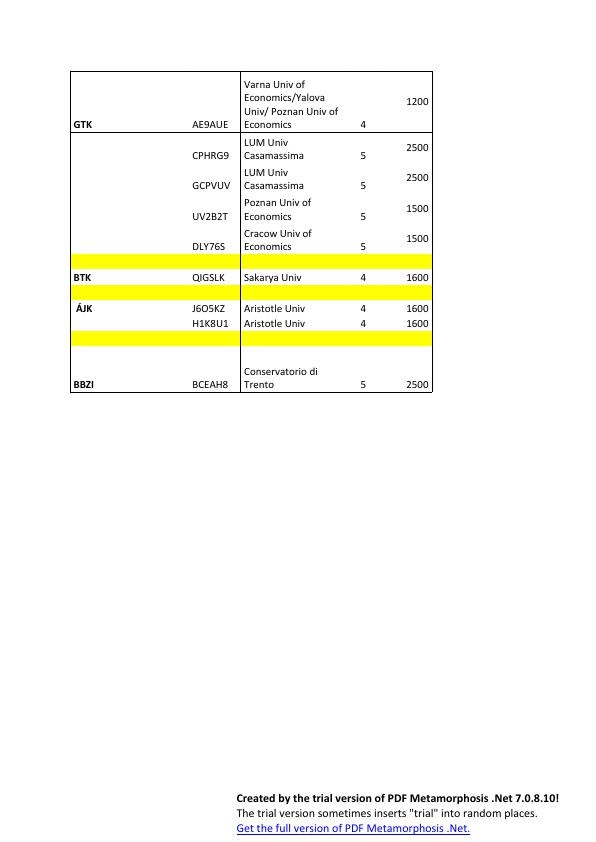 Varna Univ of
Economics/Yalova
Univ/ Poznan Univ of
GTK AE9AUE Economics 4 1200
LUM Univ
CPHRG9 Casamassima 5 2500
LUM Univ
GCPVUV Casamassima 5 2500
Poznan Univ of
UV2B2T Economics 5 1500
Cracow Univ of
DLY76S Economics 5 1500
BTK QIGSLK Sakarya Univ 4 1600
ÁJK J6O5KZ Aristotle Univ 4 1600
H1K8U1 Aristotle Univ 4 1600
Conservatorio di
BBZI BCEAH8 Trento 5 2500
Created by the trial version of PDF Metamorphosis .Net 7.0.8.10!
The trial version sometimes inserts "trial" into random places.
Get the full version of PDF Metamorphosis .Net.